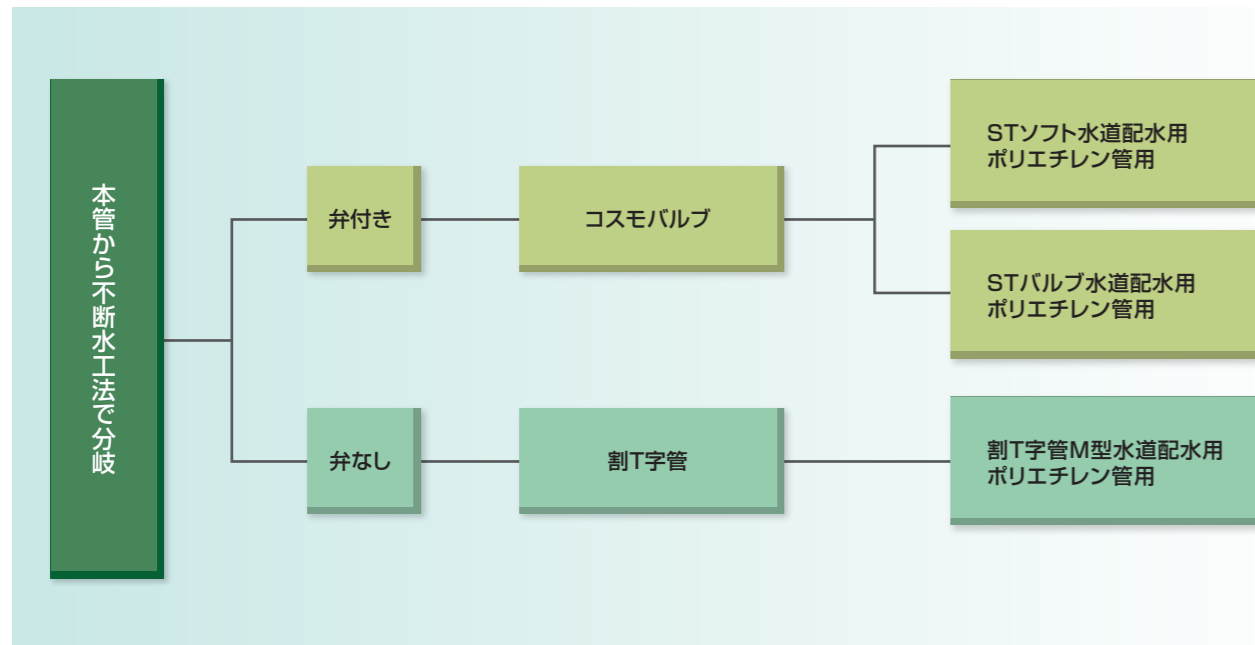 本管から不断水工法で分岐
弁付き
コスモバルブ
STソフト水道配水用
ポリエチレン管用
STバルブ水道配水用
ポリエチレン管用
弁なし
割T字管
割T字管M型水道配水用
ポリエチレン管用